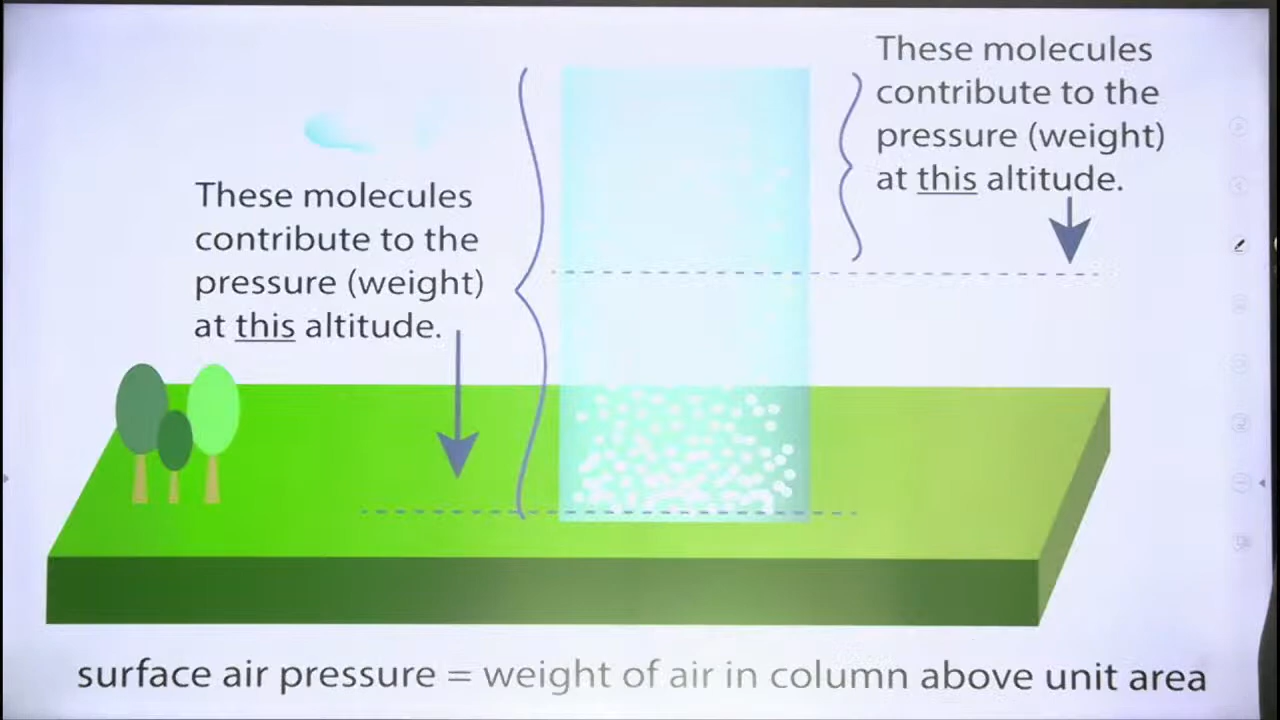 These molecules
contribute to the
pressure (weight)
at this altitude.
These molecules
contribute to the
pressure (weight)
at this altitude.
surface air pressure = weight of air in column above unit area